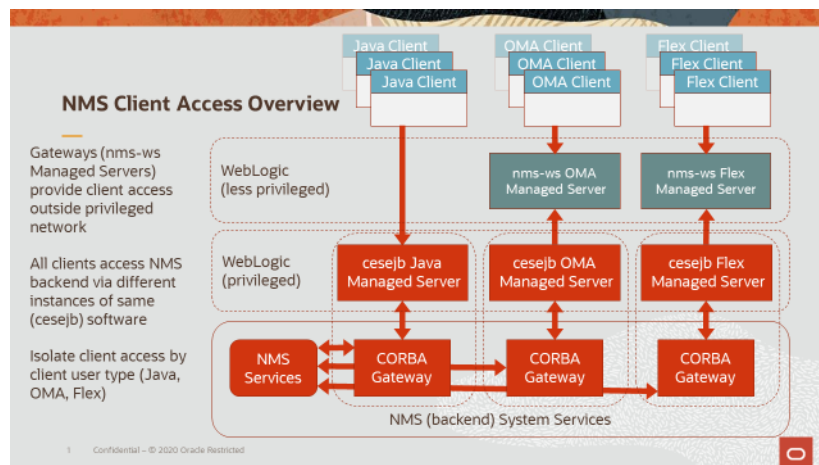 Java Client
Java Client
Java Client
OMA Client
OMA Client
OMA Client
Flex Client
Flex Client
Flex Client
NMS Client Access Overview
Gateways (nms-ws
Managed Servers)
provide client access
outside privileged
network
All clients access NMS
backend via different
instances of same
(cesejb) software
Isolate client access by
client user type (Java,
OMA, Flex)
WebLogic
(less privileged)
nms-ws OMA
Managed Server
nms-ws Flex
Managed Server
WebLogic
(privileged)
cesejb Java
Managed Server
cesejb OMA
Managed Server
cesejb Flex
Managed Server
NMS
Services
CORBA
Gateway
CORBA
Gateway
CORBA
Gateway
NMS (backend) System Services
1 Confidential – © 2020 Oracle Restricted